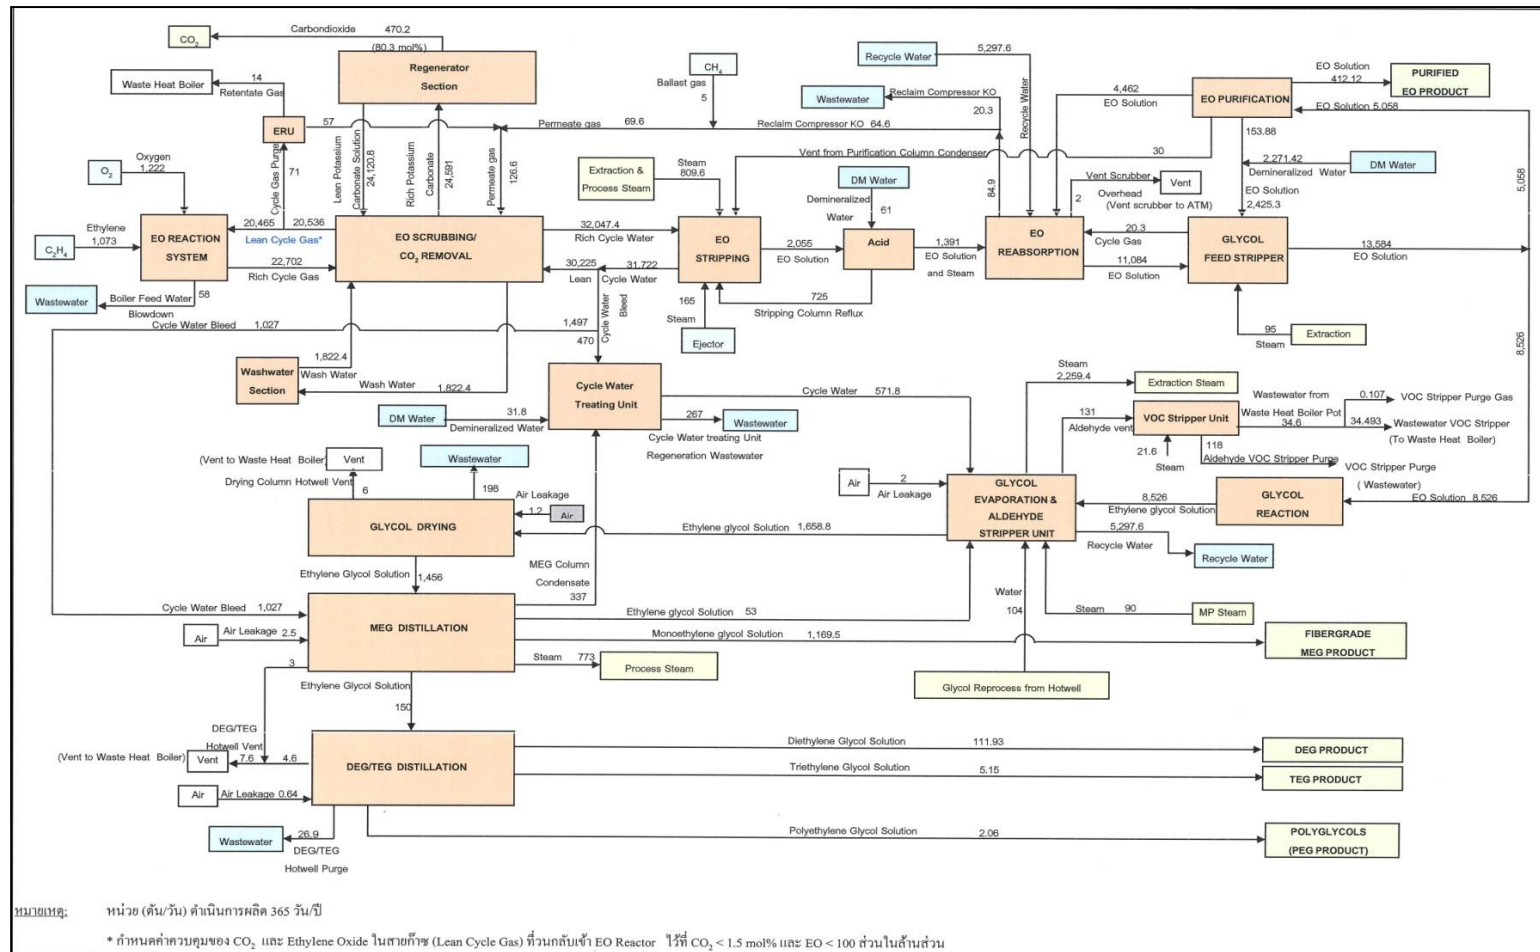 Carbondioxide 470.2
CO2
(80.3 mol%)
Regenerator
Section
Waste Heat Boiler
14
Retentate Gas
CH4
Ballast gas
5
Recycle Water
5,297.6
Recycle Water
Wastewater
Reclaim Compressor KO
20.3
4,462
EO Solution
EO PURIFICATION
EO Solution
412.12
PURIFIED
EO PRODUCT
EO Solution 5,058
ERU
57
Permeate gas
69.6
Reclaim Compressor KO 64.6
153.88
Oxygen
1,222
O2
Cycle Gas Purge
71
Lean Potassium
Carbonate Solution
24,120.8
Rich Potassium
Carbonate
24,591
Permeate gas
126.6
Extraction &
Process Steam
Steam
809.6
Vent from Purification Column Condenser
30
DM Water
Demineralized
Water
61
84.9
Vent Scrubber
Vent
2
Overhead
(Vent scrubber to ATM)
2,271.42
Demineralized Water
DM Water
EO Solution
2,425.3
5,058
Ethylene
1,073
C2H4
EO REACTION
SYSTEM
20,465
20,536
Lean Cycle Gas*
22,702
Rich Cycle Gas
EO SCRUBBING/
CO2 REMOVAL
32,047.4
Rich Cycle Water
30,225
Lean
31,722
Cycle Water
EO
STRIPPING
2,055
EO Solution
Acid
1,391
EO Solution
and Steam
EO
REABSORPTION
20.3
Cycle Gas
11,084
EO Solution
GLYCOL
FEED STRIPPER
13,584
EO Solution
Wastewater
Boiler Feed Water
58
Blowdown
Cycle Water Bleed 1,027
1,497
470
Cycle Water
Bleed
165
Steam
Ejector
725
Stripping Column Reflux
95
Steam
Extraction
8,526
1,822.4
Wash Water
Washwater
Section
Wash Water
1,822.4
Cycle Water
Treating Unit
Cycle Water 571.8
DM Water
31.8
Demineralized Water
267
Wastewater
Cycle Water treating Unit
Regeneration Wastewater
Steam
2,259.4
Extraction Steam
131
Aldehyde vent
VOC Stripper Unit
Wastewater from
Waste Heat Boiler Pot
34.6
0.107
VOC Stripper Purge Gas
34.493
Wastewater VOC Stripper
(To Waste Heat Boiler)
21.6
Steam
118
Aldehyde VOC Stripper Purge
VOC Stripper Purge
( Wastewater)
(Vent to Waste Heat Boiler)
Vent
Drying Column Hotwell Vent
6
Wastewater
198
Air Leakage
1.2
Air
GLYCOL DRYING
Air
2
Air Leakage
GLYCOL
EVAPORATION &
ALDEHYDE
STRIPPER UNIT
8,526
Ethylene glycol Solution
GLYCOL
REACTION
EO Solution 8,526
Ethylene glycol Solution 1,658.8
5,297.6
Recycle Water
Recycle Water
Ethylene Glycol Solution
1,456
MEG Column
Condensate
337
Water
104
Steam 90
MP Steam
Cycle Water Bleed 1,027
MEG DISTILLATION
Ethylene glycol Solution 53
Air
Air Leakage 2.5
Monoethylene glycol Solution 1,169.5
FIBERGRADE
MEG PRODUCT
3
Steam 773
Process Steam
Glycol Reprocess from Hotwell
Ethylene Glycol Solution
150
DEG/TEG
Hotwell Vent
(Vent to Waste Heat Boiler)
Vent
7.6
4.6
DEG/TEG DISTILLATION
Diethylene Glycol Solution 111.93
DEG PRODUCT
Triethylene Glycol Solution 5.15
TEG PRODUCT
Air
Air Leakage 0.64
Wastewater
26.9
DEG/TEG
Hotwell Purge
Polyethylene Glycol Solution 2.06
POLYGLYCOLS
(PEG PRODUCT)
หมายเหตุ: หน่วย (ตัน/วัน) ดำเนินการผลิต 365 วัน/ปี
* กำหนดค่าควบคุมของ CO2 และ Ethylene Oxide ในสายก๊าซ (Lean Cycle Gas) ที่วนกลับเข้า EO Reactor ไว้ที่ CO2 < 1.5 mol% และ EO < 100 ส่วนในล้านส่วน